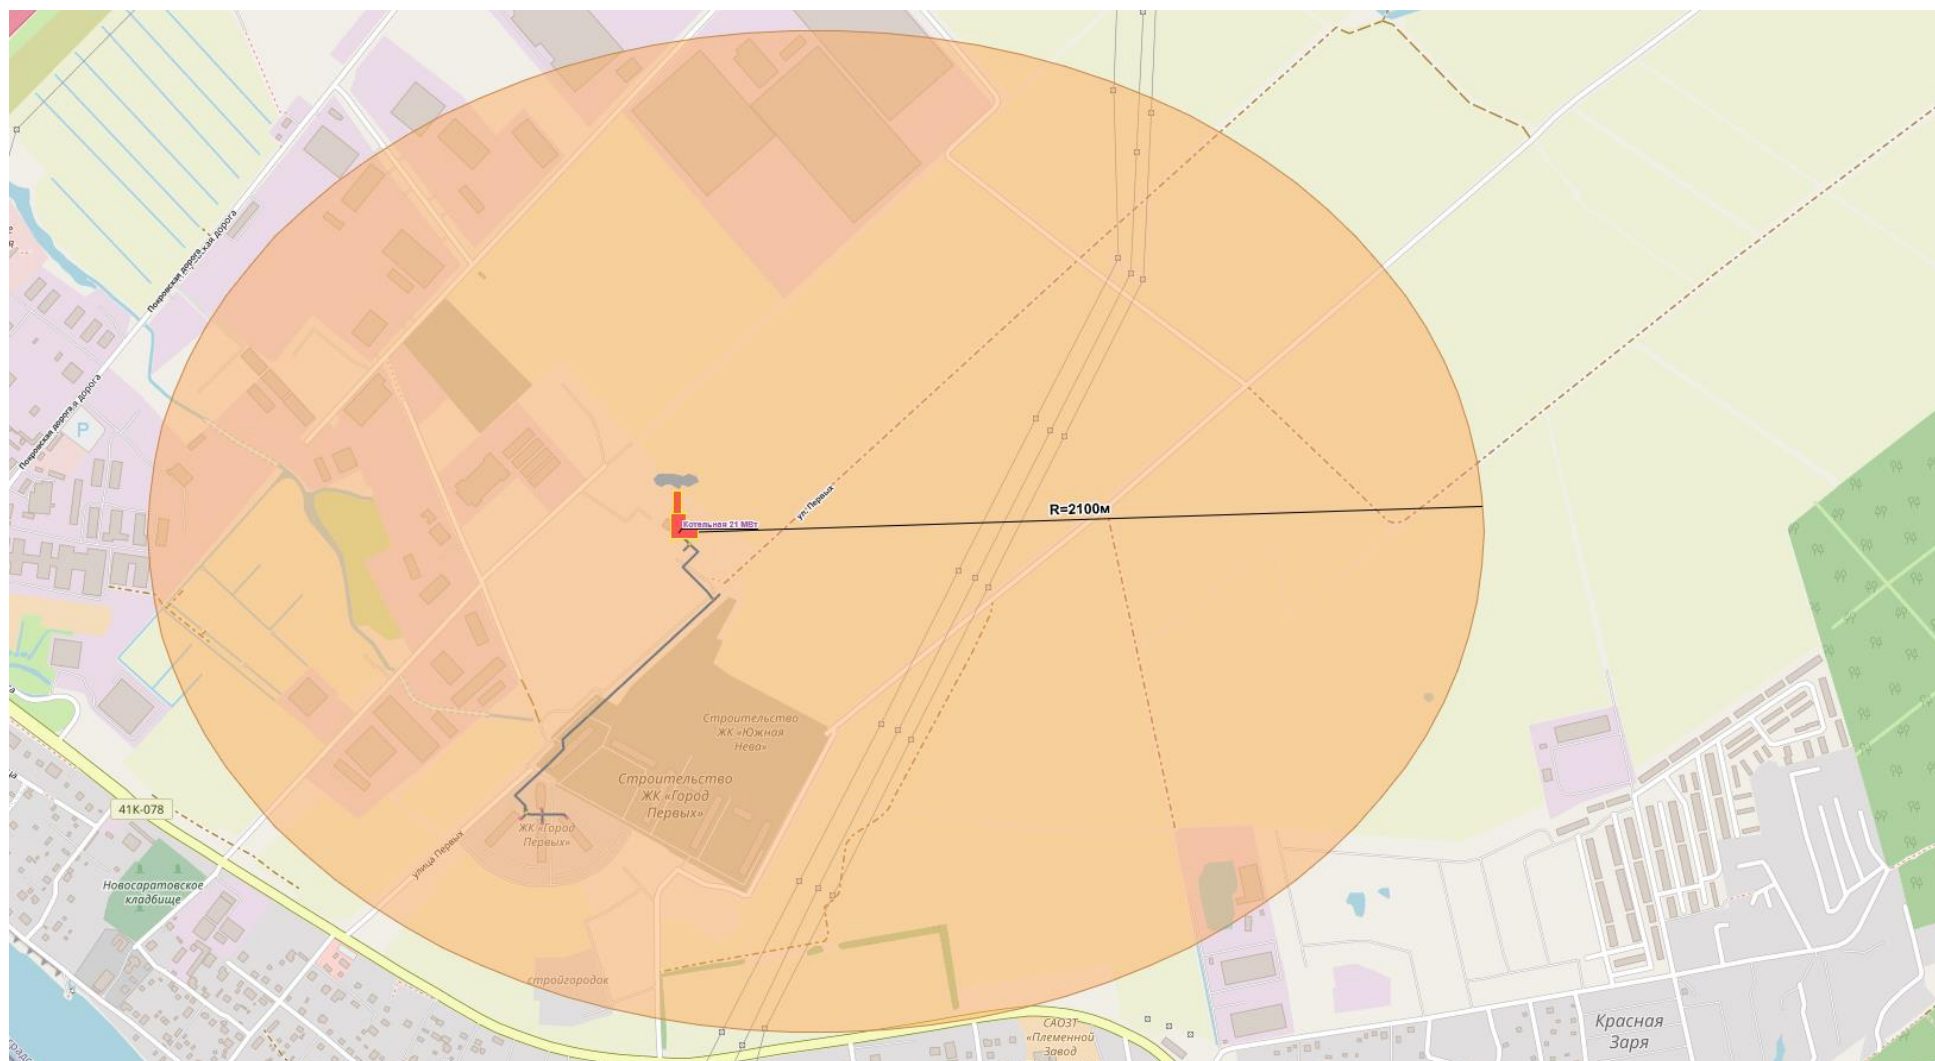 Покровская дорога
Покровская дорога
P
Котельная 21 МВт
ул. Первых
R=2100м
Строительство
ЖК «Южная
Нева»
Строительство
ЖК «Город
Первых»
ЖК «Город
Первых»
41К-078
улица Первых
Новосаратовское
кладбище
стройгородок
САОЗТ
«Племенной
Завод
Красная
Заря